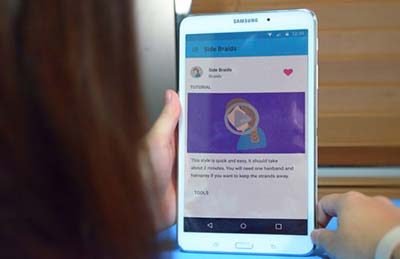 SAMSUNG
Side Braids
Side Braids
Braids
TUTORIAL
This style is quick and easy, it should take
about 2 minutes. You will need one hairband and
hairspray if you want to keep the strands away.
TOOLS